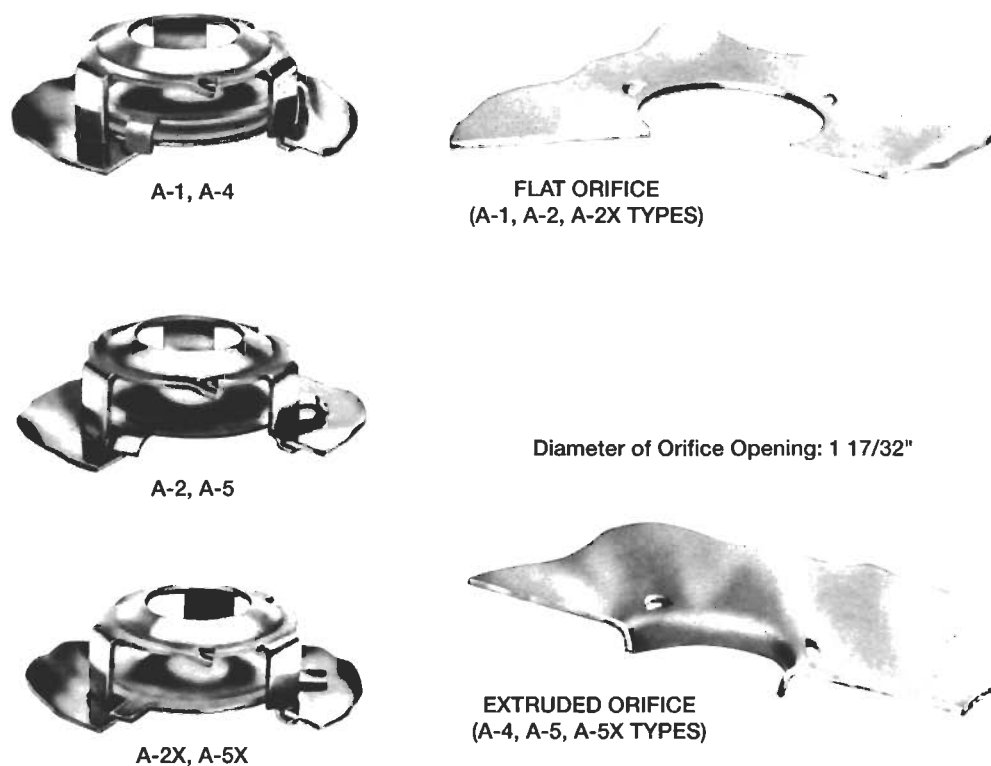 A-1, A-4
FLAT ORIFICE
(A-1, A-2, A-2X TYPES)
A-2, A-5
Diameter of Orifice Opening: 1 17/32"
EXTRUDED ORIFICE
(A-4, A-5, A-5X TYPES)
A-2X, A-5X